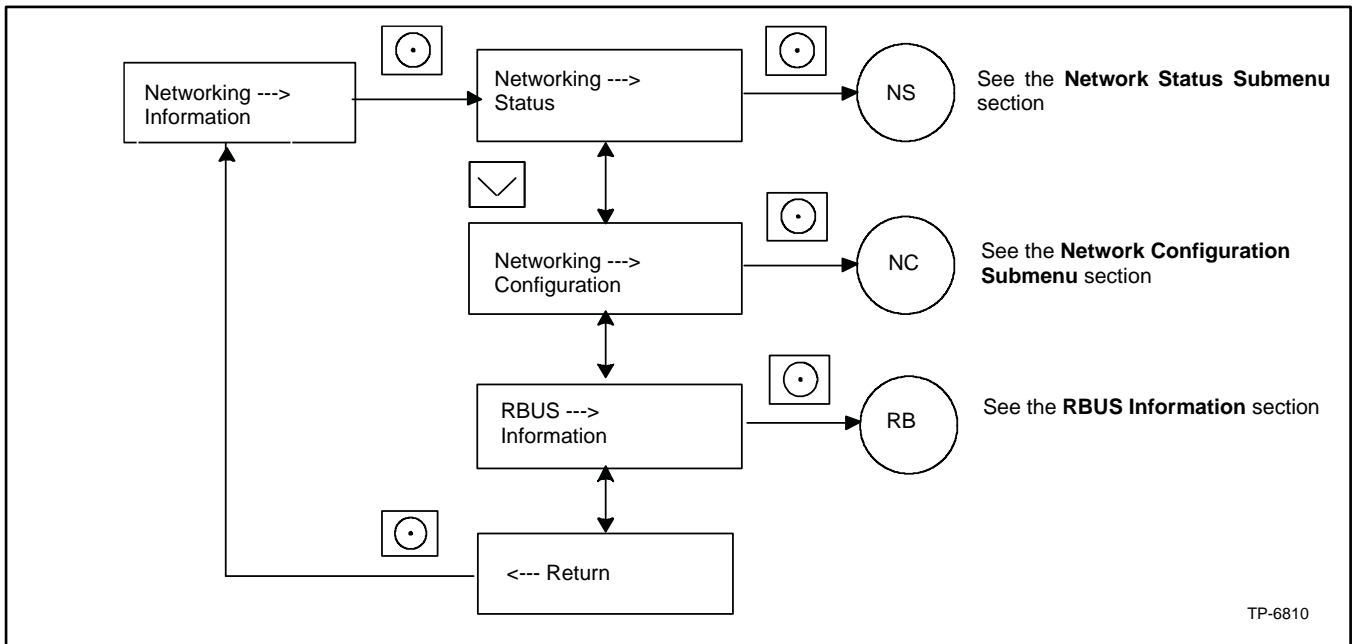 Networking --->
Information
Networking --->
Status
NS
See the Network Status Submenu
section
Networking --->
Configuration
NC
See the Network Configuration
Submenu section
RBUS --->
Information
RB
See the RBUS Information section
<--- Return
TP-6810